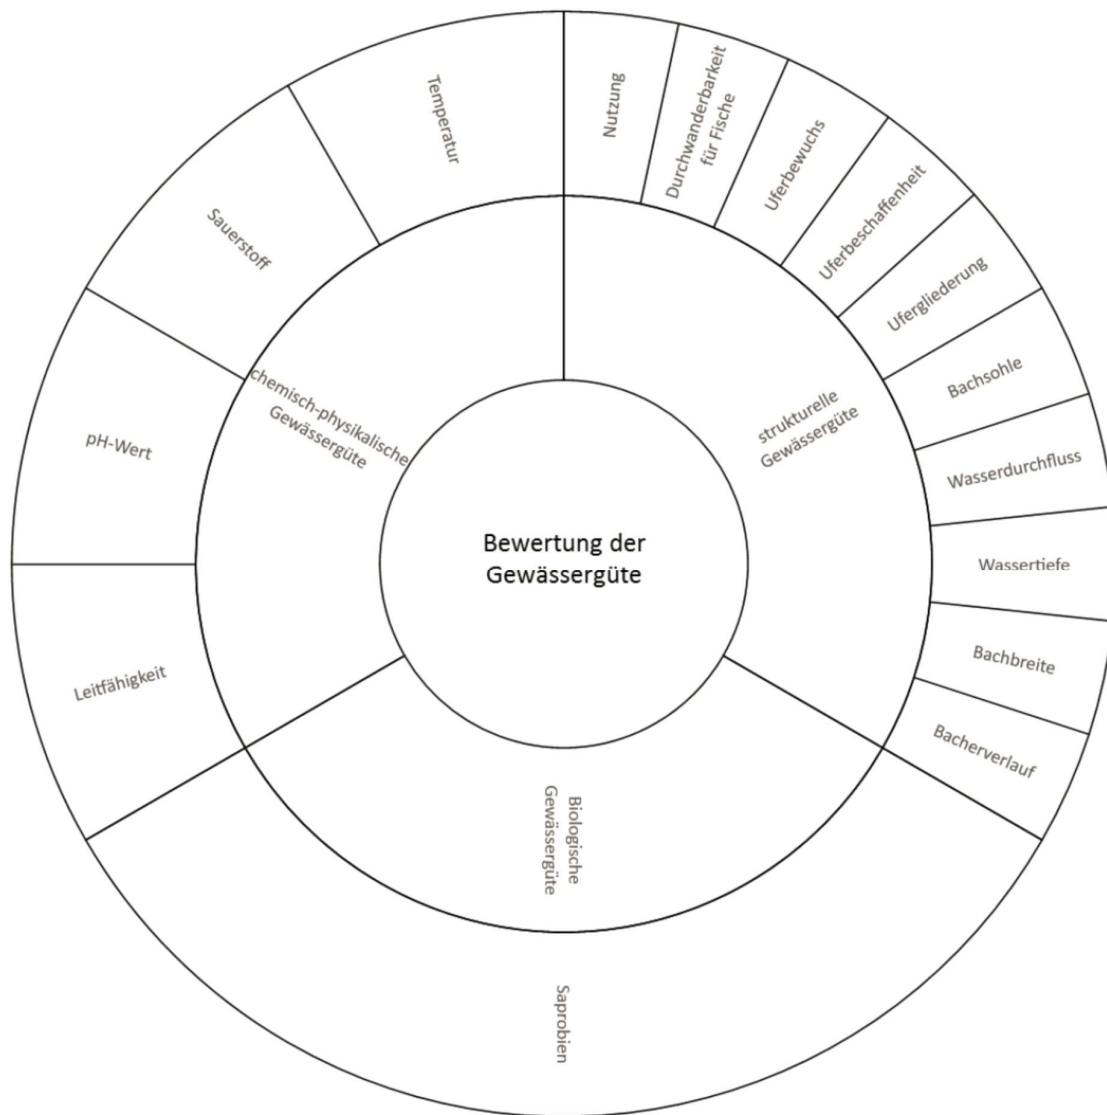 Bewertung der
Gewässergüte
strukturelle
Gewässergüte
Biologische
Gewässergüte
chemisch-physikalische
Gewässergüte
Nutzung
Durchwanderbarkeit
für Fische
Uferbewuchs
Uferbeschaffenheit
Ufergliederung
Bachsohle
Wasserdurchfluss
Wassertiefe
Bachbreite
Bacherverlauf
Saprobien
Leitfähigkeit
pH-Wert
Sauerstoff
Temperatur